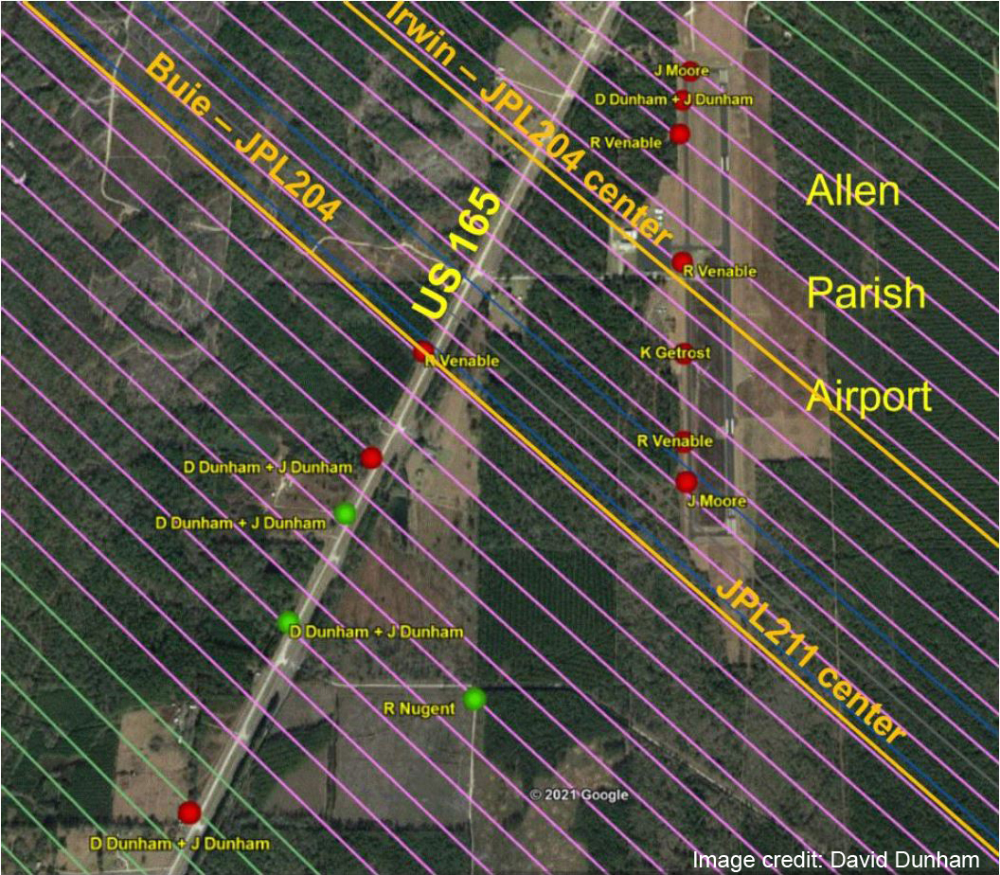 Irwin – JPL204 center
Buie – JPL204
US 165
J Moore
D Dunham + J Dunham
R Venable
Allen
R Venable
Parish
K Getrost
R Venable
Airport
D Dunham + J Dunham
R Venable
J Moore
D Dunham + J Dunham
JPL211 center
D Dunham + J Dunham
R Nugent
© 2021 Google
D Dunham + J Dunham
Image credit: David Dunham